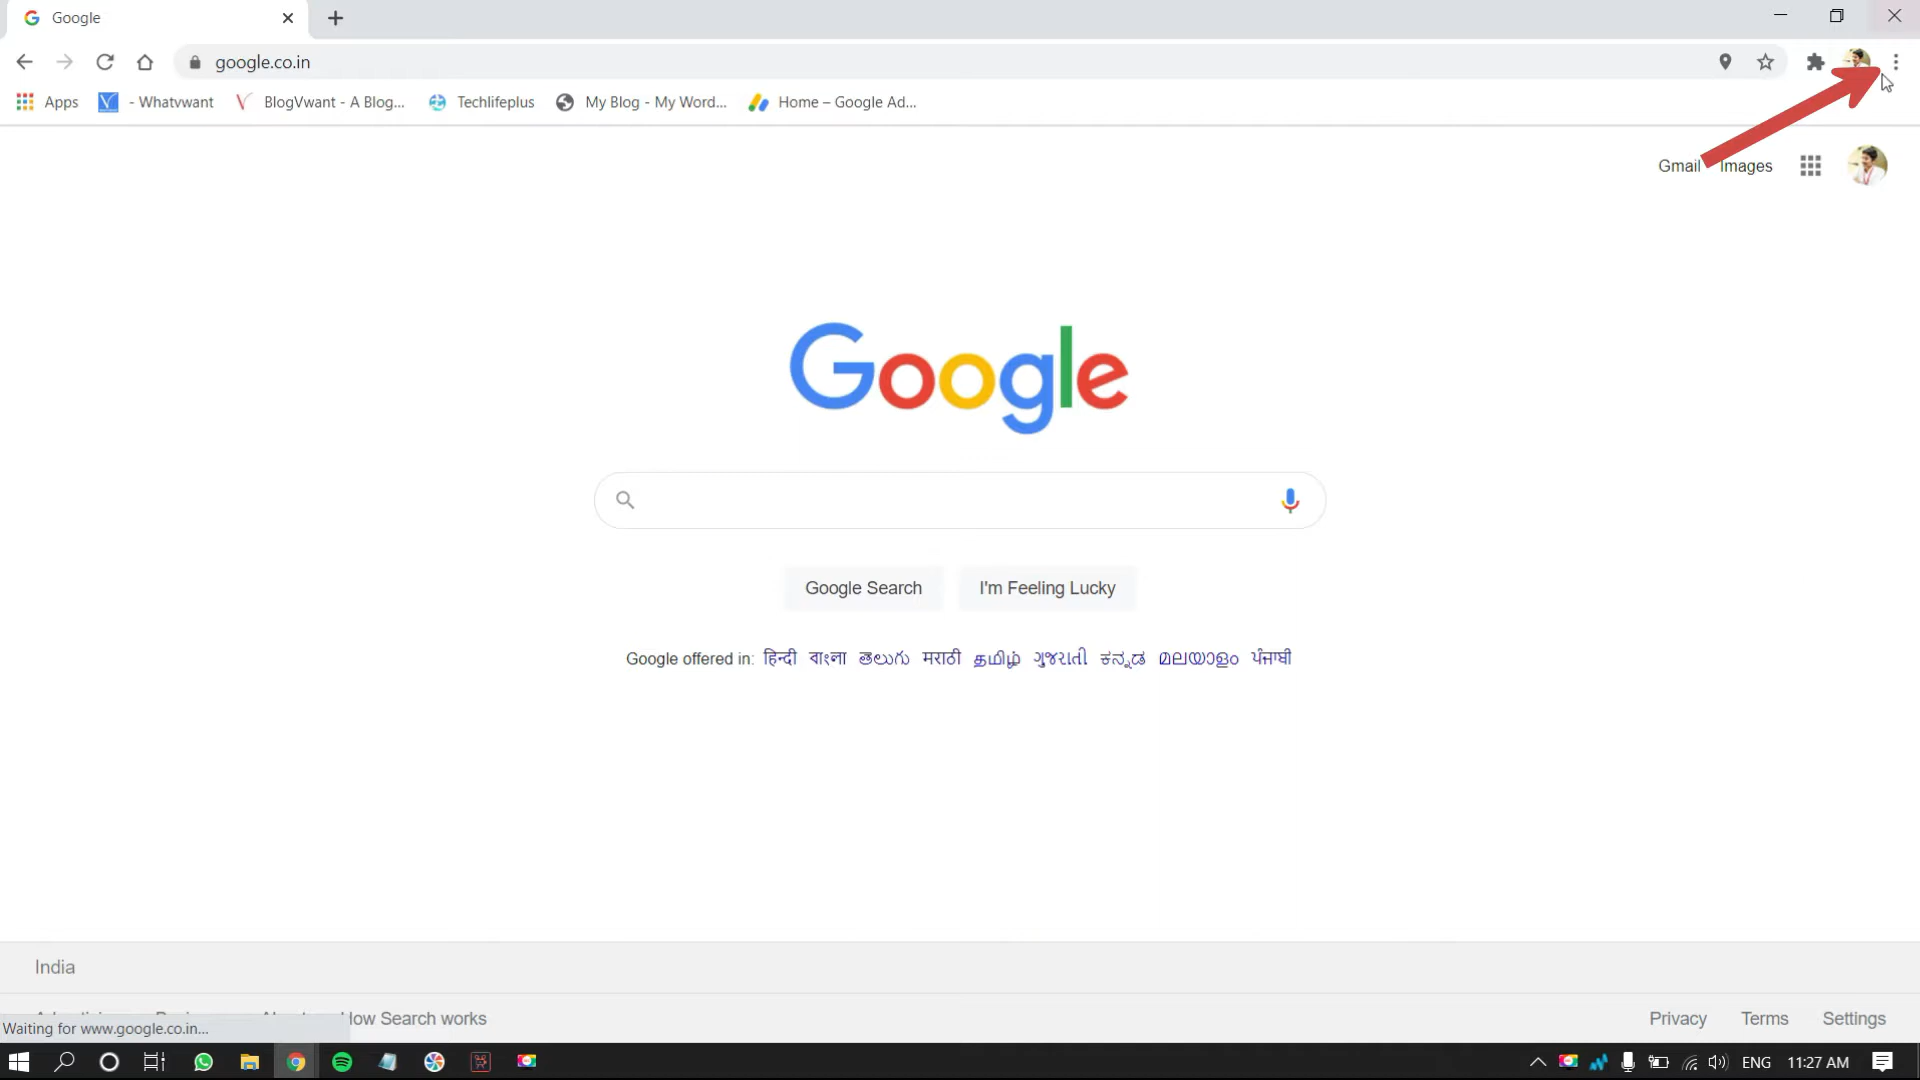 Google
google.co.in
Apps - Whatvwant BlogVwant - A Blog... Techlifeplus My Blog - My Word... Home – Google Ad...
Gmail Images
Google
Google Search I'm Feeling Lucky
Google offered in: हिन्दी বাংলা తెలుగు मराठी தமிழ் ગુજરાતી ಕನ್ನಡ മലയാളം ਪੰਜਾਬੀ
India
How Search works Privacy Terms Settings
Waiting for www.google.co.in...
ENG 11:27 AM